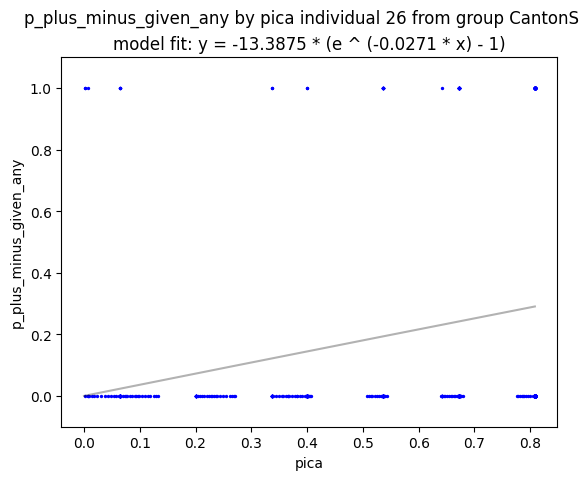 p_plus_minus_given_any by pica individual 26 from group CantonS
model fit: y = -13.3875 * (e ^ (-0.0271 * x) - 1)
1.0
0.8
0.6
0.4
0.2
0.0
p_plus_minus_given_any
0.0 0.1 0.2 0.3 0.4 0.5 0.6 0.7 0.8
pica